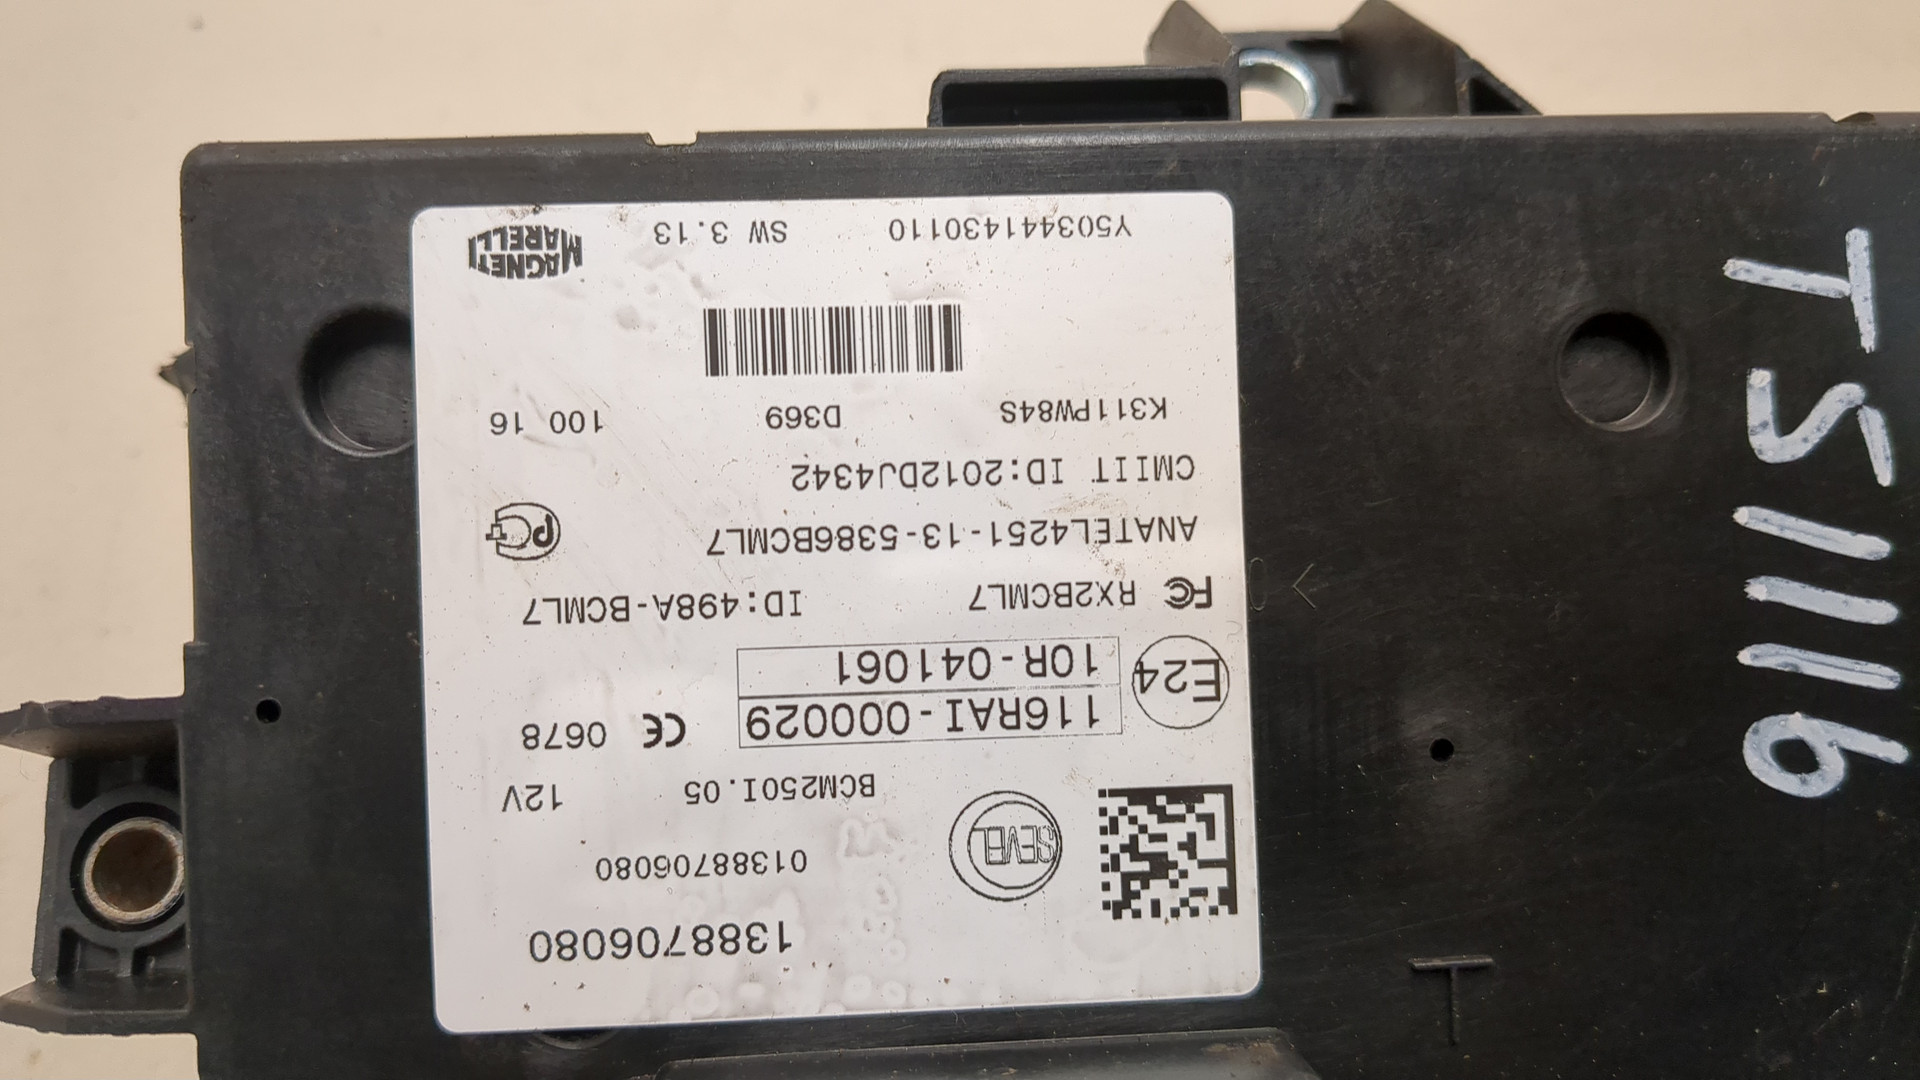 1388706080
01388706080
SEVEL
BCM250I.05 12V
E24 116RAI-000029 CE 0678
10R-041061
FC RX2BCML7 ID:498A-BCML7
ANATEL4251-13-5386BCML7
CMIIT ID:2012DJ4342
K311PW84S D369 100 16
Y503441430110 SW 3.13 MAGNETI MARELLI
TS1116
T